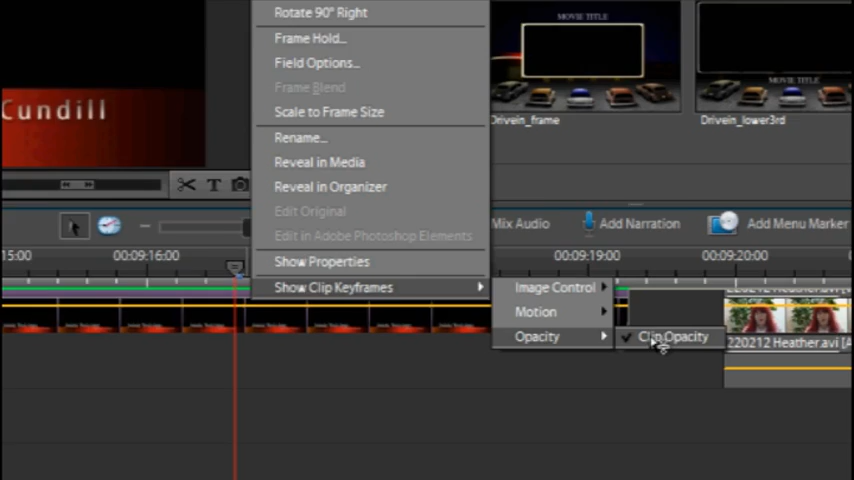 Rotate 90° Right
MOVIE TITLE
Frame Hold...
Field Options...
Frame Blend
MOVIE TITLE
Cundill
Scale to Frame Size
Drivein_frame
Drivein_lower3rd
Rename...
Reveal in Media
Reveal in Organizer
Edit Original
Mix Audio
Add Narration
Add Menu Marker
Edit in Adobe Photoshop Elements
15:00
00:09:16:00
00:09:19:00
00:09:20:00
Show Properties
Show Clip Keyframes
Image Control
Motion
Opacity
Clip Opacity
220212 Heather.avi [A